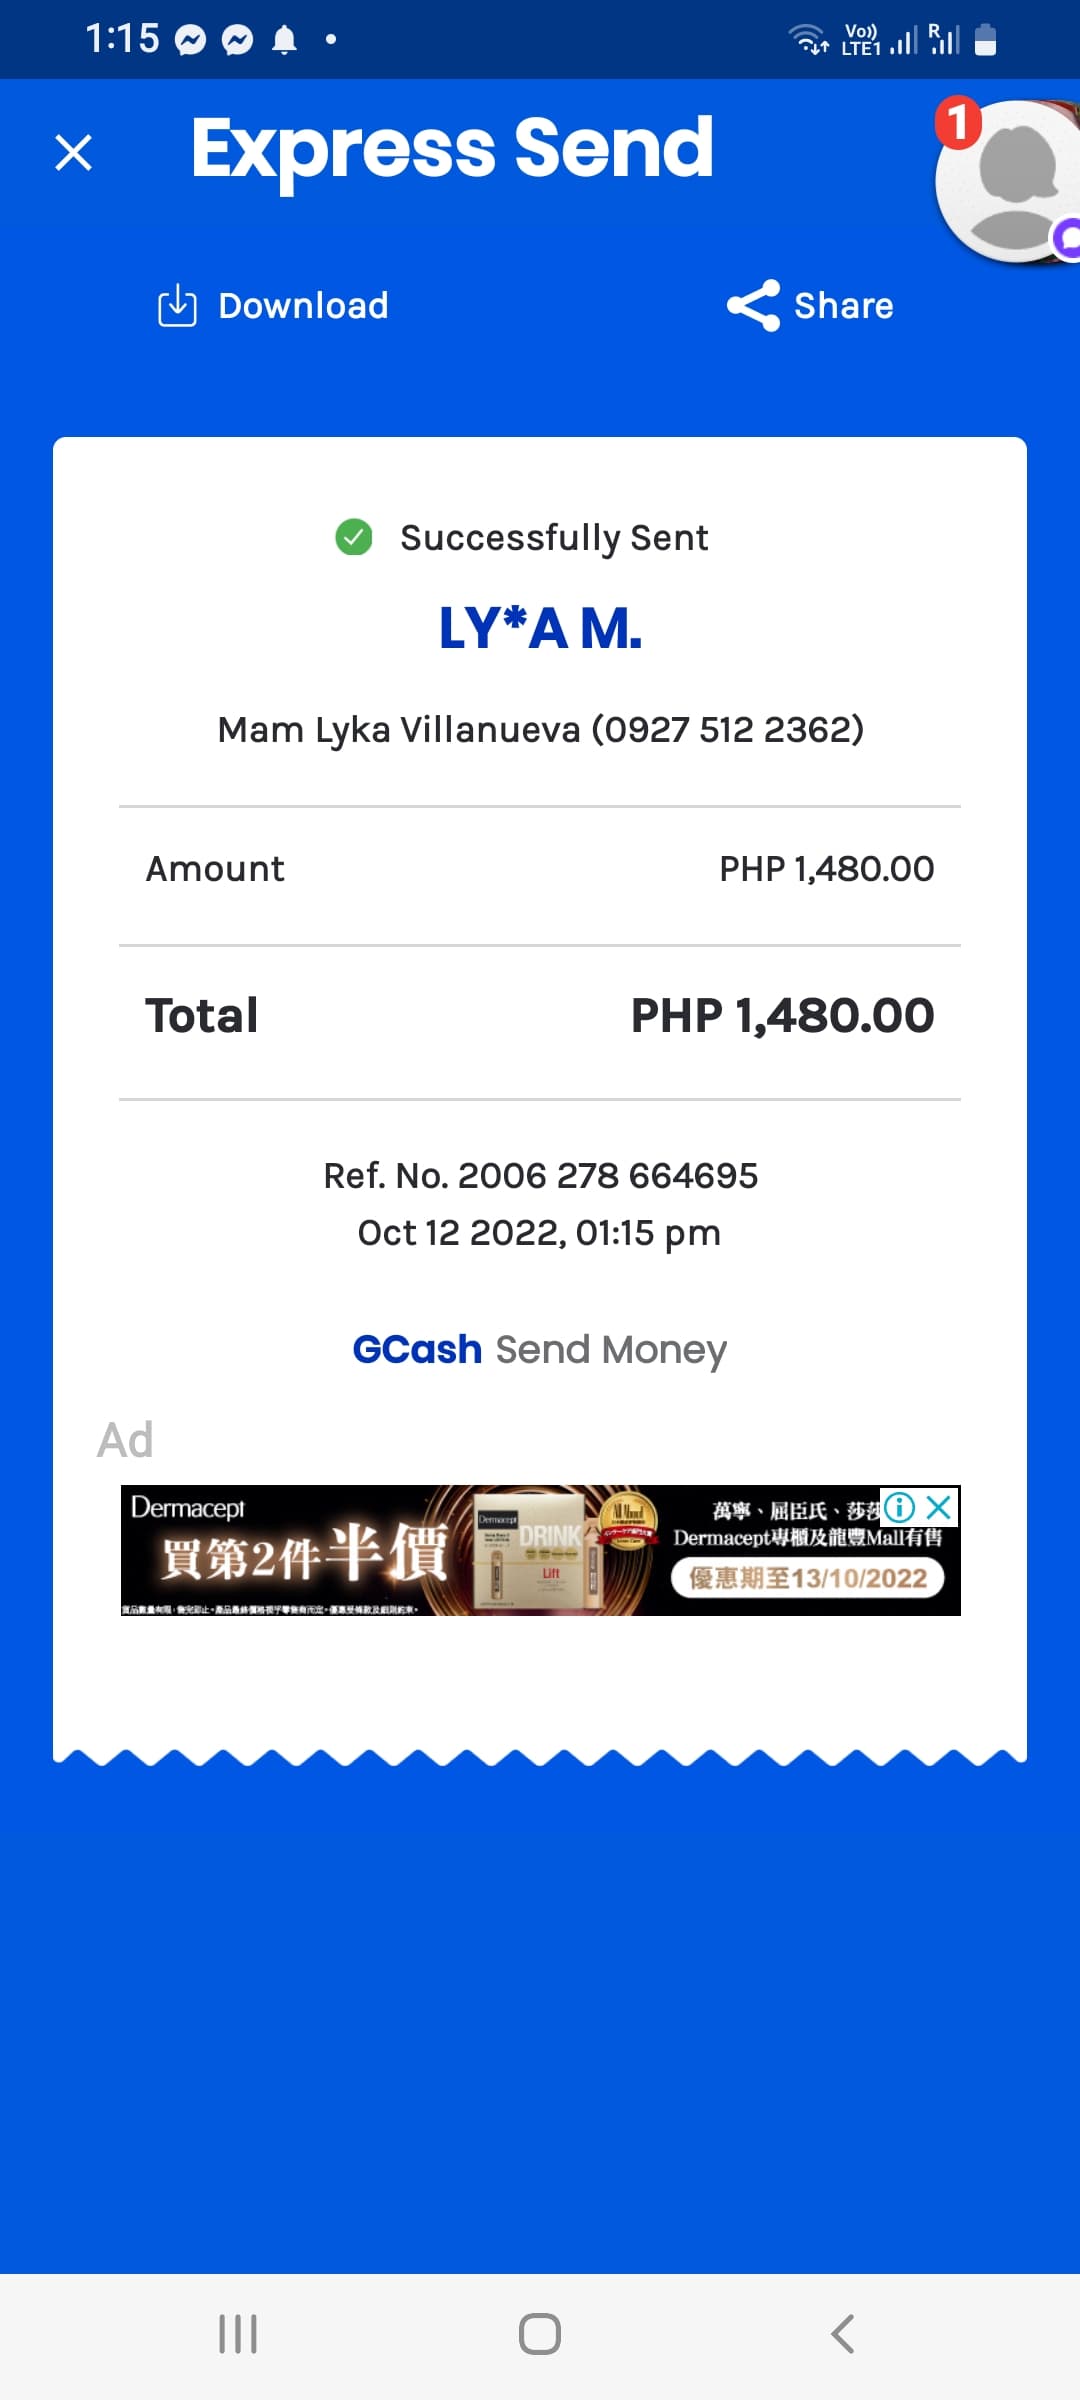 1:15
Vo)) LTE1 R
Express Send
1
Download
Share
Successfully Sent
LY*A M.
Mam Lyka Villanueva (0927 512 2362)
Amount PHP 1,480.00
Total PHP 1,480.00
Ref. No. 2006 278 664695
Oct 12 2022, 01:15 pm
GCash Send Money
Ad
Dermacept
買第2件半價
Dermacept
DRINK
Lift
萬寧、屈臣氏、莎莎
Dermacept專櫃及龍豐Mall有售
優惠期至13/10/2022